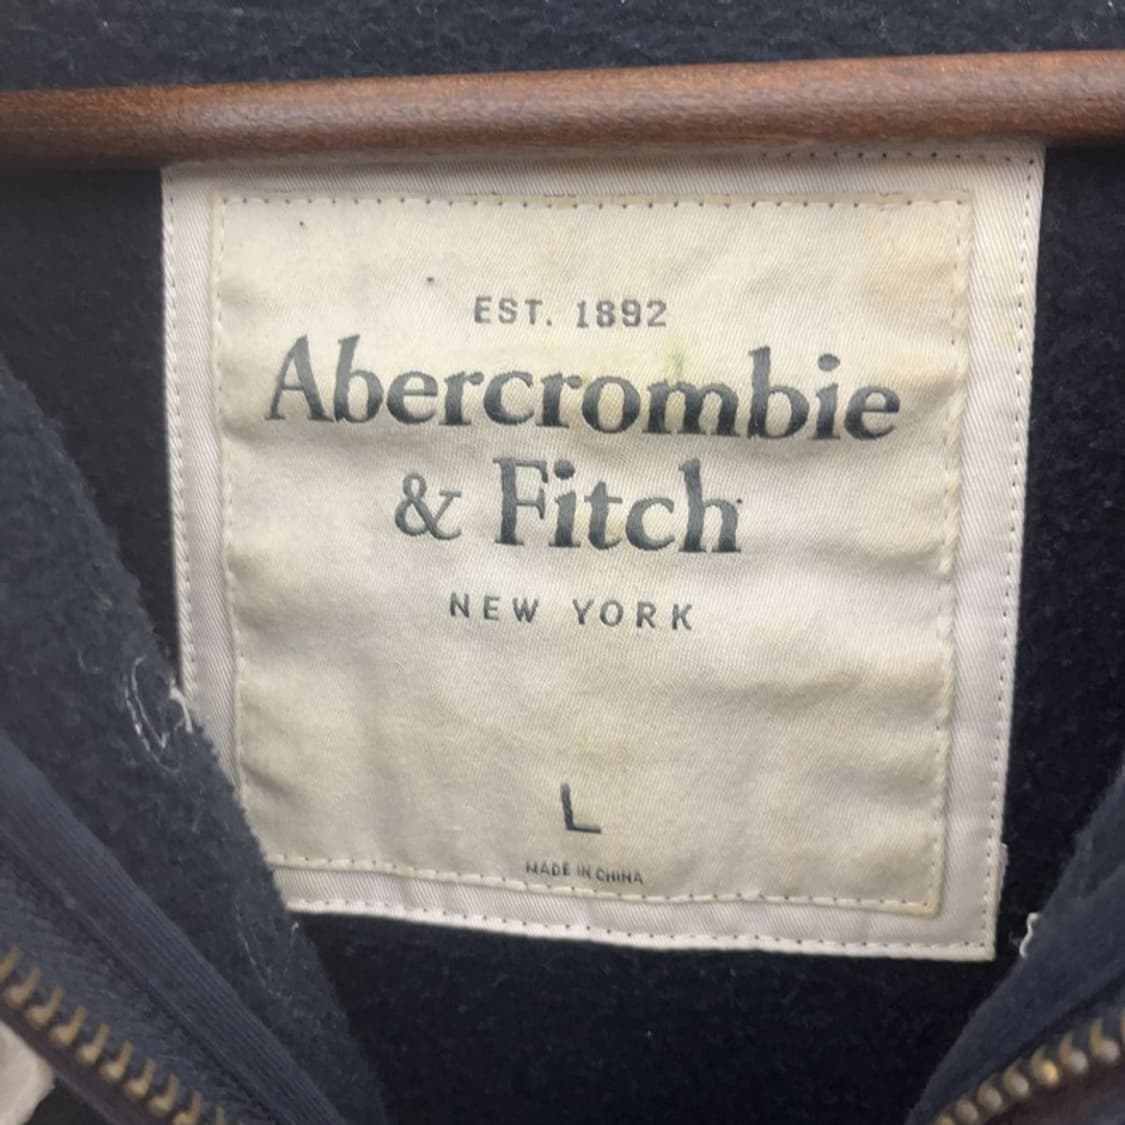 EST. 1892
Abercrombie
& Fitch
NEW YORK
L
MADE IN CHINA